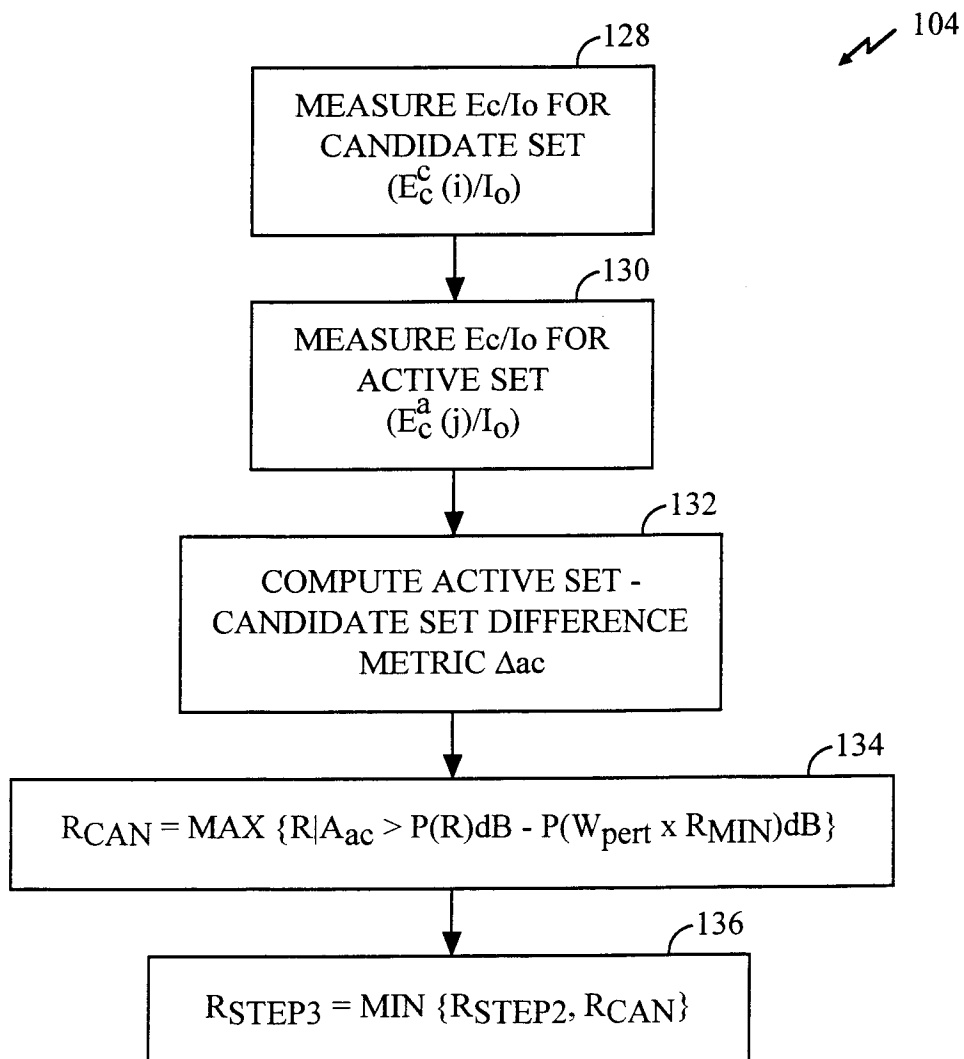 104
128
MEASURE Ec/Io FOR
CANDIDATE SET
(E_c^c (i)/I_o)
130
MEASURE Ec/Io FOR
ACTIVE SET
(E_c^a (j)/I_o)
132
COMPUTE ACTIVE SET -
CANDIDATE SET DIFFERENCE
METRIC Δac
134
R_CAN = MAX {R|A_ac > P(R)dB - P(W_pert x R_MIN)dB}
136
R_STEP3 = MIN {R_STEP2, R_CAN}